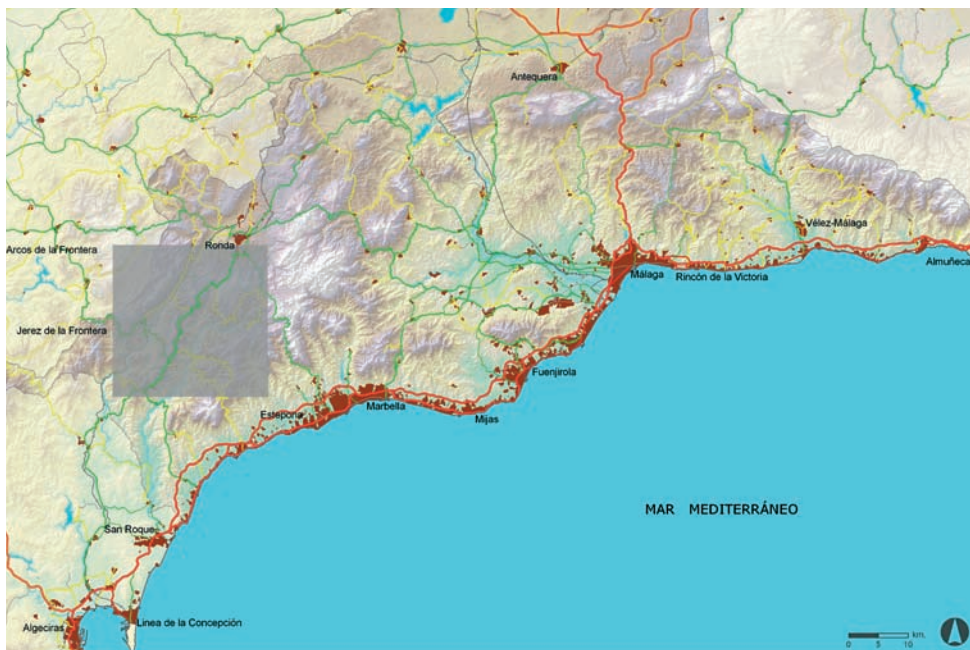 Antequera
Vélez-Málaga
Ronda
Arcos de la Frontera
Málaga
Rincón de la Victoria
Almuñeca
Jerez de la Frontera
Fuenjirola
Estepona
Marbella
Mijas
MAR MEDITERRÁNEO
San Roque
Linea de la Concepción
Algeciras
km.
0 5 10